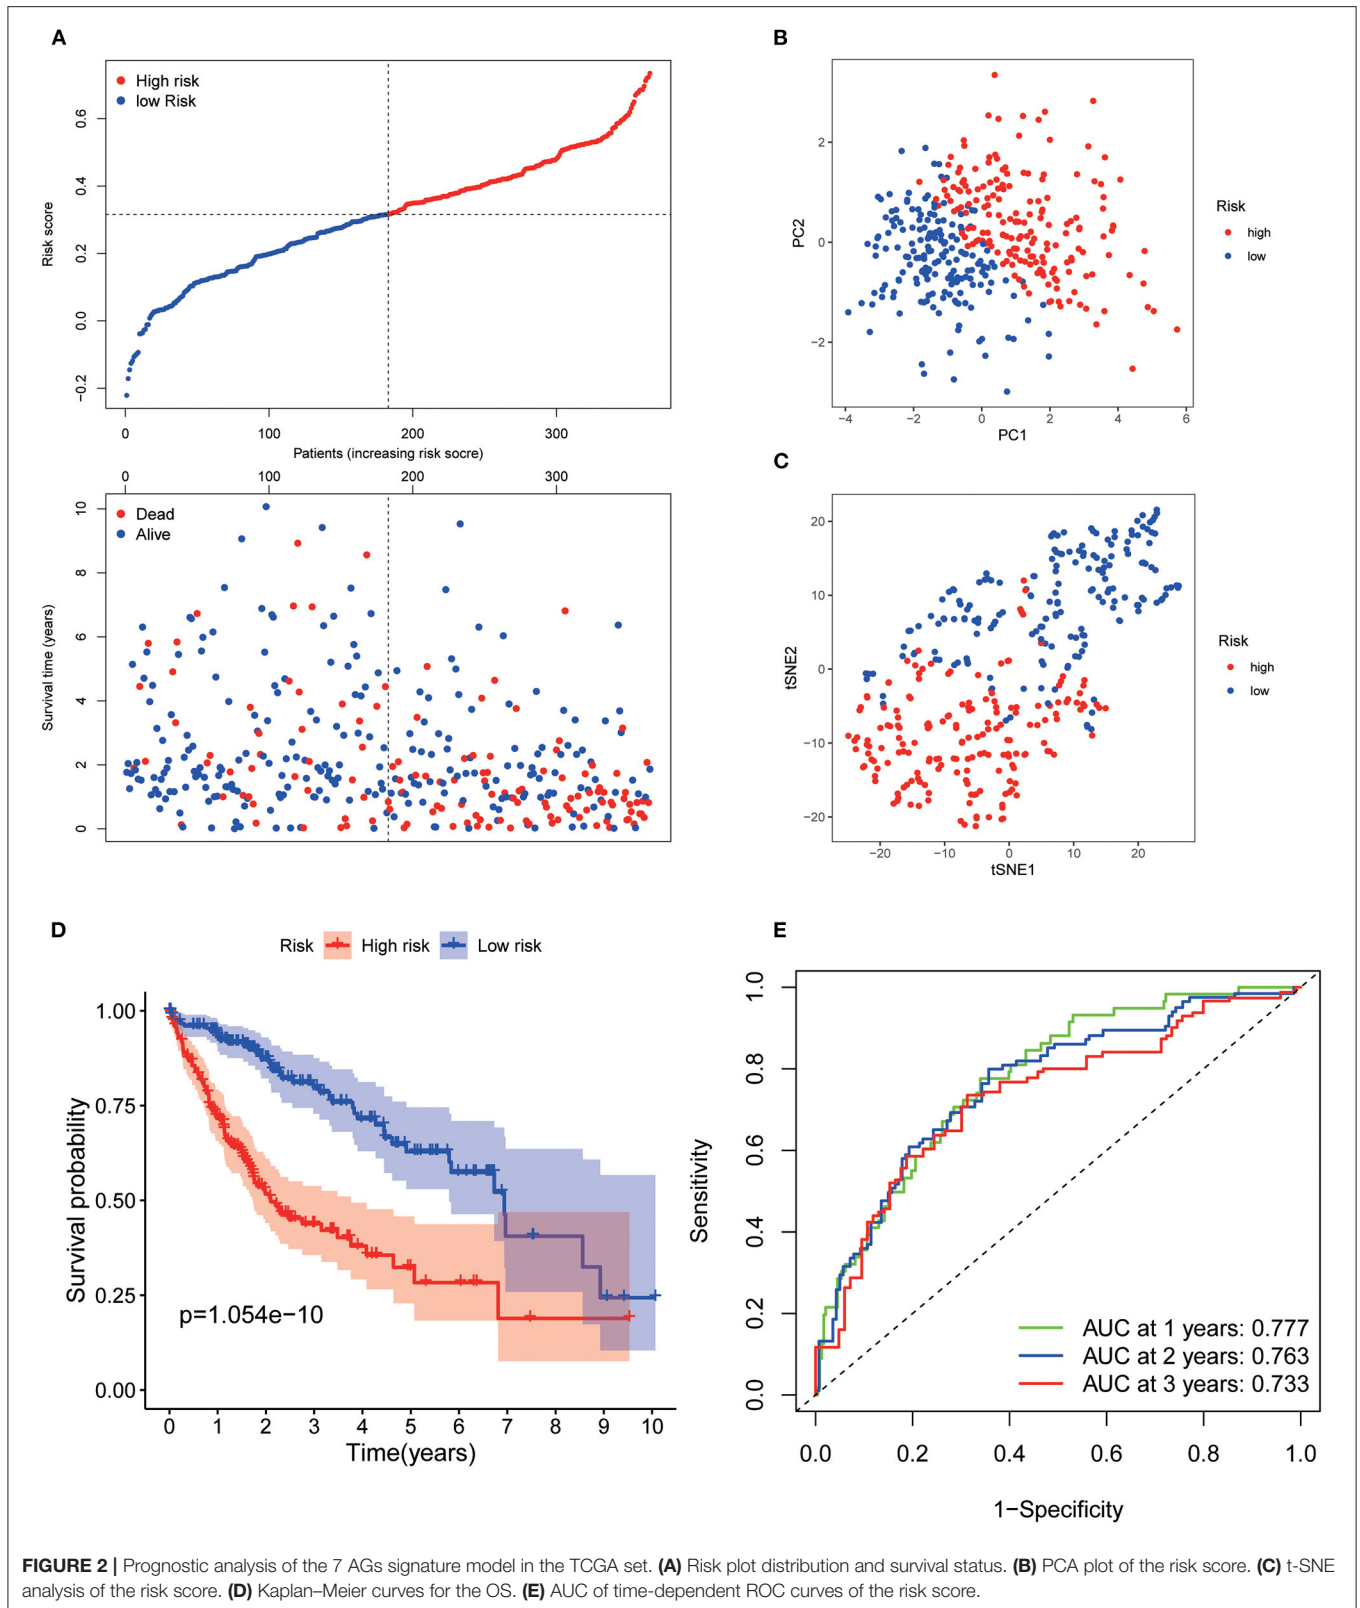 A
High risk
low Risk
Risk score
0.6
0.4
0.2
0.0
−0.2
0 100 200 300
Patients (increasing risk socre)
0 100 200 300
Dead
Alive
Survival time (years)
10
8
6
4
2
0
B
PC2
2
0
−2
−4 −2 0 2 4 6
PC1
Risk
high
low
C
tSNE2
20
10
0
−10
−20
−20 −10 0 10 20
tSNE1
Risk
high
low
D
Risk High risk Low risk
Survival probability
1.00
0.75
0.50
0.25
0.00
p=1.054e−10
0 1 2 3 4 5 6 7 8 9 10
Time(years)
E
Sensitivity
1.0
0.8
0.6
0.4
0.2
0.0
AUC at 1 years: 0.777
AUC at 2 years: 0.763
AUC at 3 years: 0.733
0.0 0.2 0.4 0.6 0.8 1.0
1−Specificity
FIGURE 2 | Prognostic analysis of the 7 AGs signature model in the TCGA set. (A) Risk plot distribution and survival status. (B) PCA plot of the risk score. (C) t-SNE
analysis of the risk score. (D) Kaplan–Meier curves for the OS. (E) AUC of time-dependent ROC curves of the risk score.